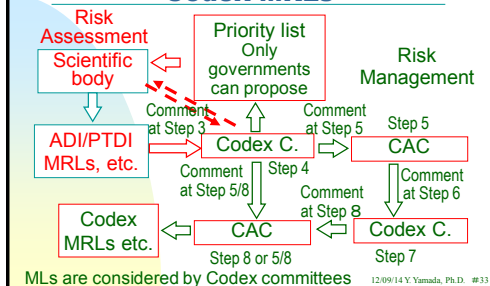 Codex MRLs
Risk
Assessment
Scientific
body
Priority list
Only
governments
can propose
Risk
Management
Comment
at Step 3
Comment
at Step 5
Step 5
ADI/PTDI
MRLs, etc.
Codex C.
CAC
Step 4
Comment
at Step 5/8
Comment
at Step 6
Comment
at Step 8
Codex
MRLs etc.
CAC
Codex C.
Step 8 or 5/8
Step 7
MLs are considered by Codex committees
12/09/14 Y. Yamada, Ph.D. #33